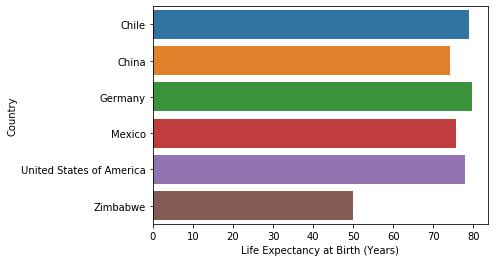 Country
Chile
China
Germany
Mexico
United States of America
Zimbabwe
0 10 20 30 40 50 60 70 80
Life Expectancy at Birth (Years)